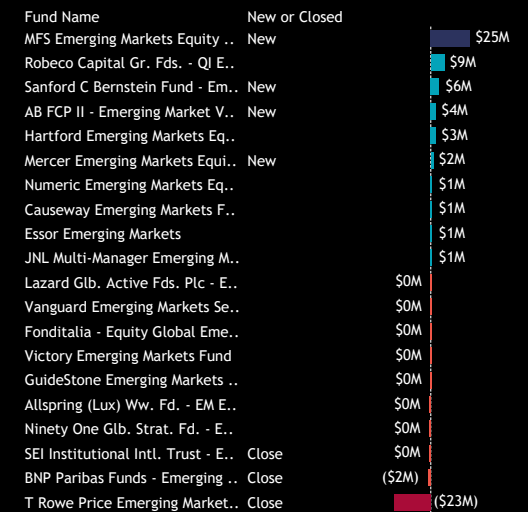 Fund Name New or Closed
MFS Emerging Markets Equity .. New $25M
Robeco Capital Gr. Fds. - QI E.. $9M
Sanford C Bernstein Fund - Em.. New $6M
AB FCP II - Emerging Market V.. New $4M
Hartford Emerging Markets Eq.. $3M
Mercer Emerging Markets Equi.. New $2M
Numeric Emerging Markets Eq.. $1M
Causeway Emerging Markets F.. $1M
Essor Emerging Markets $1M
JNL Multi-Manager Emerging M.. $1M
Lazard Glb. Active Fds. Plc - E.. $0M
Vanguard Emerging Markets Se.. $0M
Fonditalia - Equity Global Eme.. $0M
Victory Emerging Markets Fund $0M
GuideStone Emerging Markets .. $0M
Allspring (Lux) Ww. Fd. - EM E.. $0M
Ninety One Glb. Strat. Fd. - E.. $0M
SEI Institutional Intl. Trust - E.. Close $0M
BNP Paribas Funds - Emerging .. Close ($2M)
T Rowe Price Emerging Market.. Close ($23M)